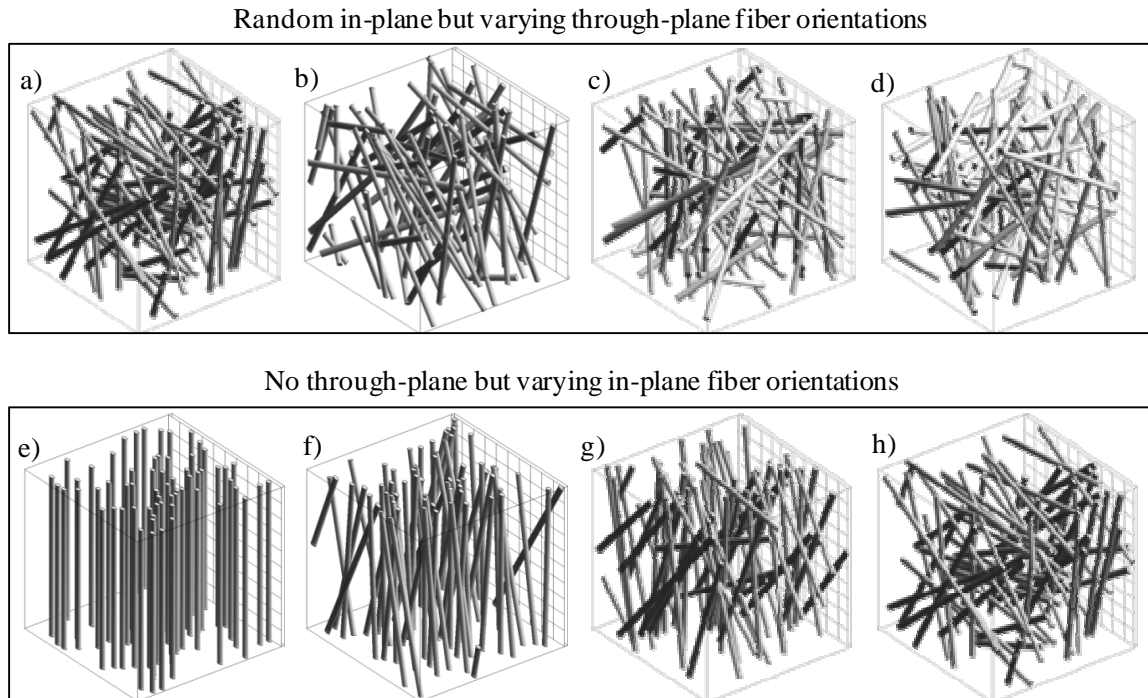 Random in-plane but varying through-plane fiber orientations
a) b) c) d)
No through-plane but varying in-plane fiber orientations
e) f) g) h)